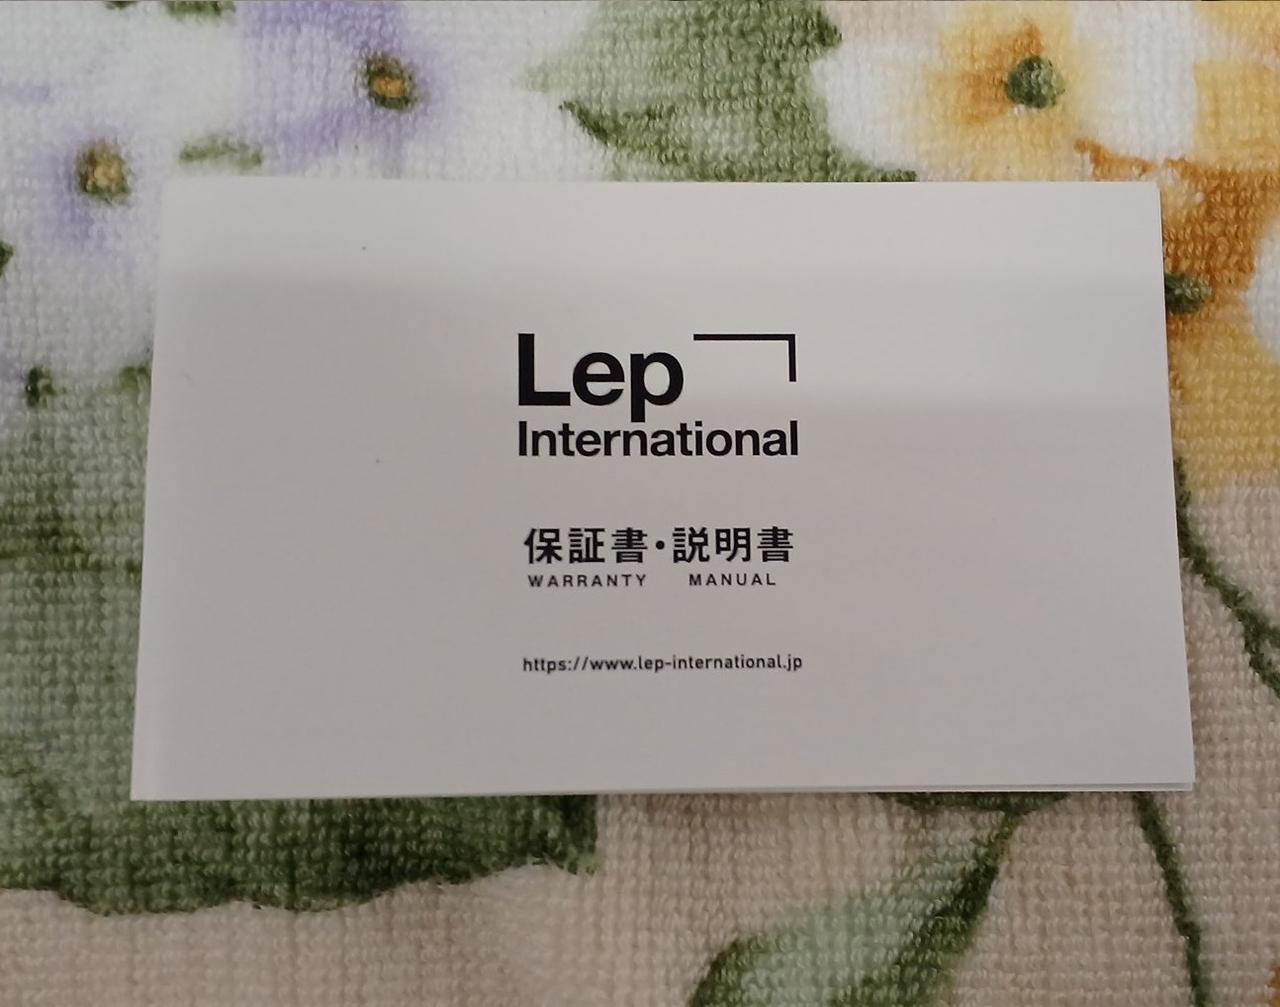 Lep
International
保証書・説明書
WARRANTY MANUAL
https://www.lep-international.jp